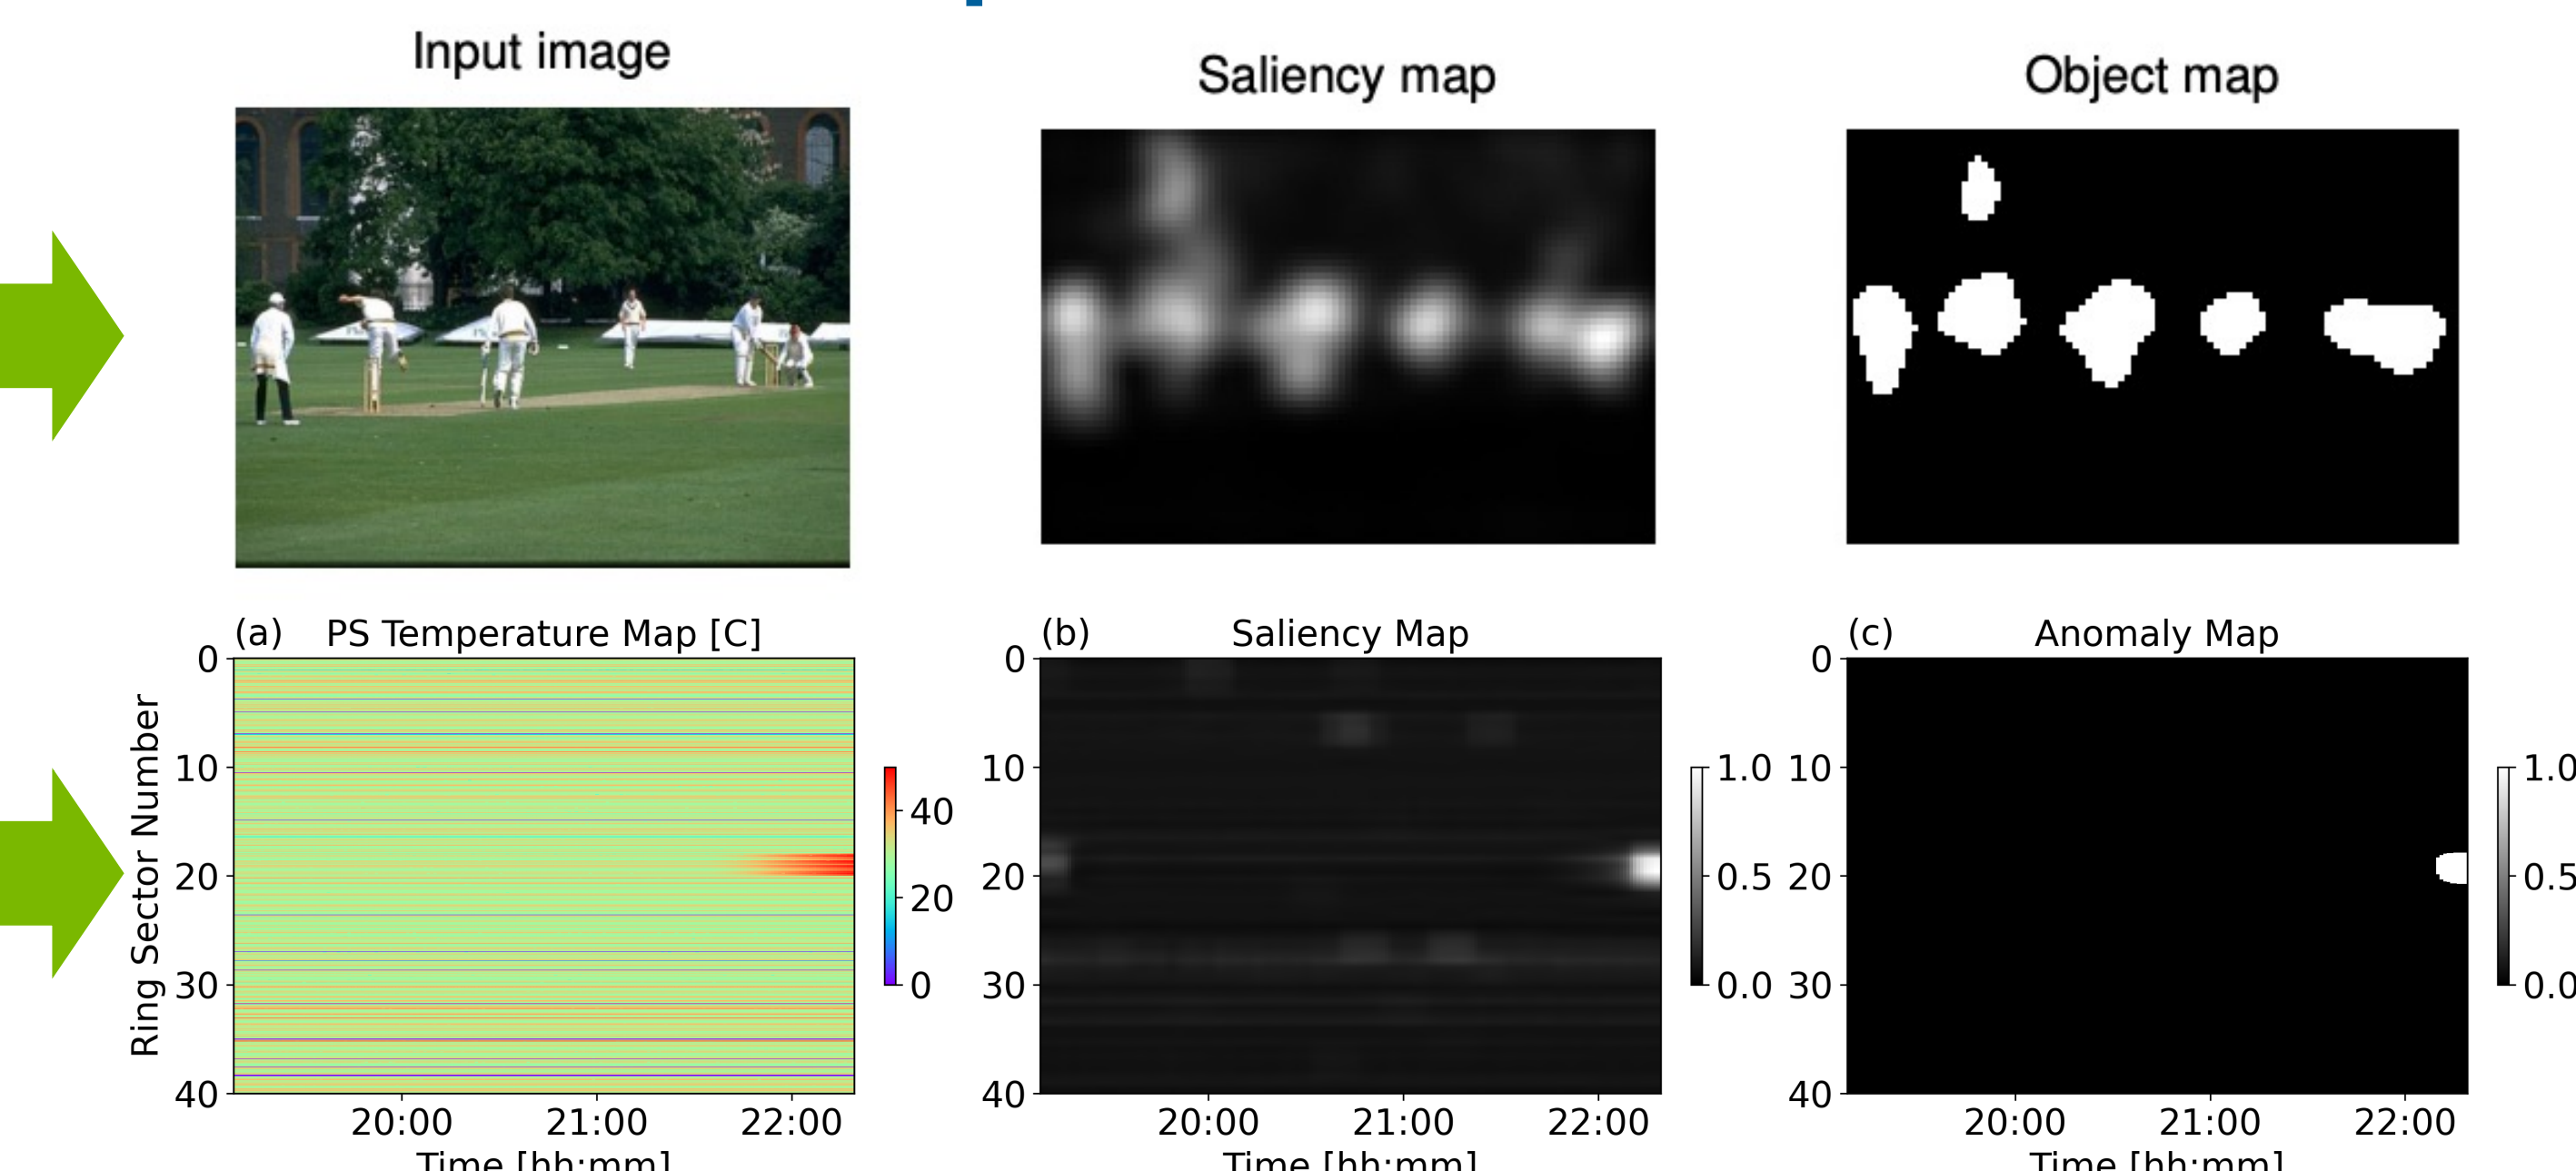 Input image
Saliency map
Object map
(a) PS Temperature Map [C]
(b) Saliency Map
(c) Anomaly Map
Ring Sector Number
0
10
20
30
40
20:00 21:00 22:00
Time [hh:mm]
40
20
0
0
10
20
30
40
20:00 21:00 22:00
Time [hh:mm]
1.0
0.5
0.0
0
10
20
30
40
20:00 21:00 22:00
Time [hh:mm]
1.0
0.5
0.0